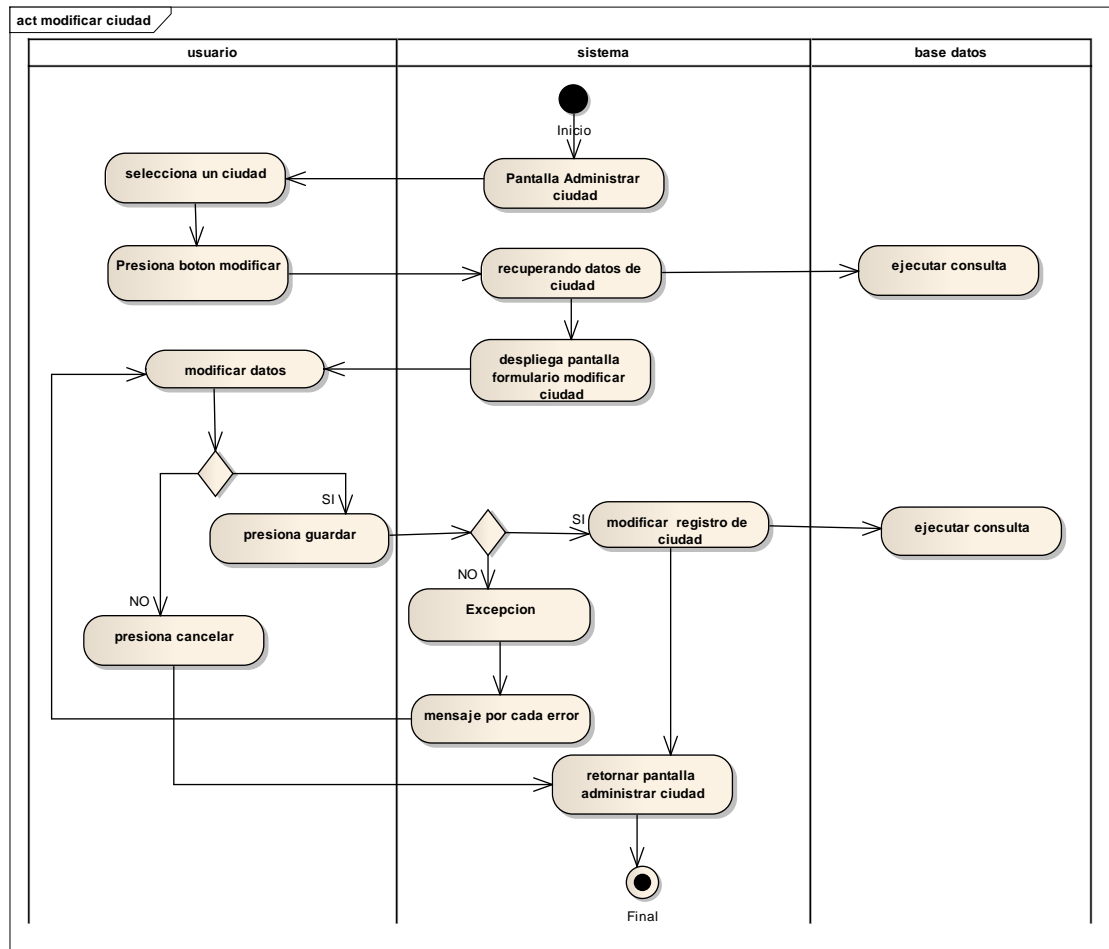 act modificar ciudad
usuario
sistema
base datos
Inicio
selecciona un ciudad
Pantalla Administrar
ciudad
Presiona boton modificar
recuperando datos de
ciudad
ejecutar consulta
modificar datos
despliega pantalla
formulario modificar
ciudad
SI
presiona guardar
SI
modificar registro de
ciudad
ejecutar consulta
NO
Excepcion
NO
presiona cancelar
mensaje por cada error
retornar pantalla
administrar ciudad
Final